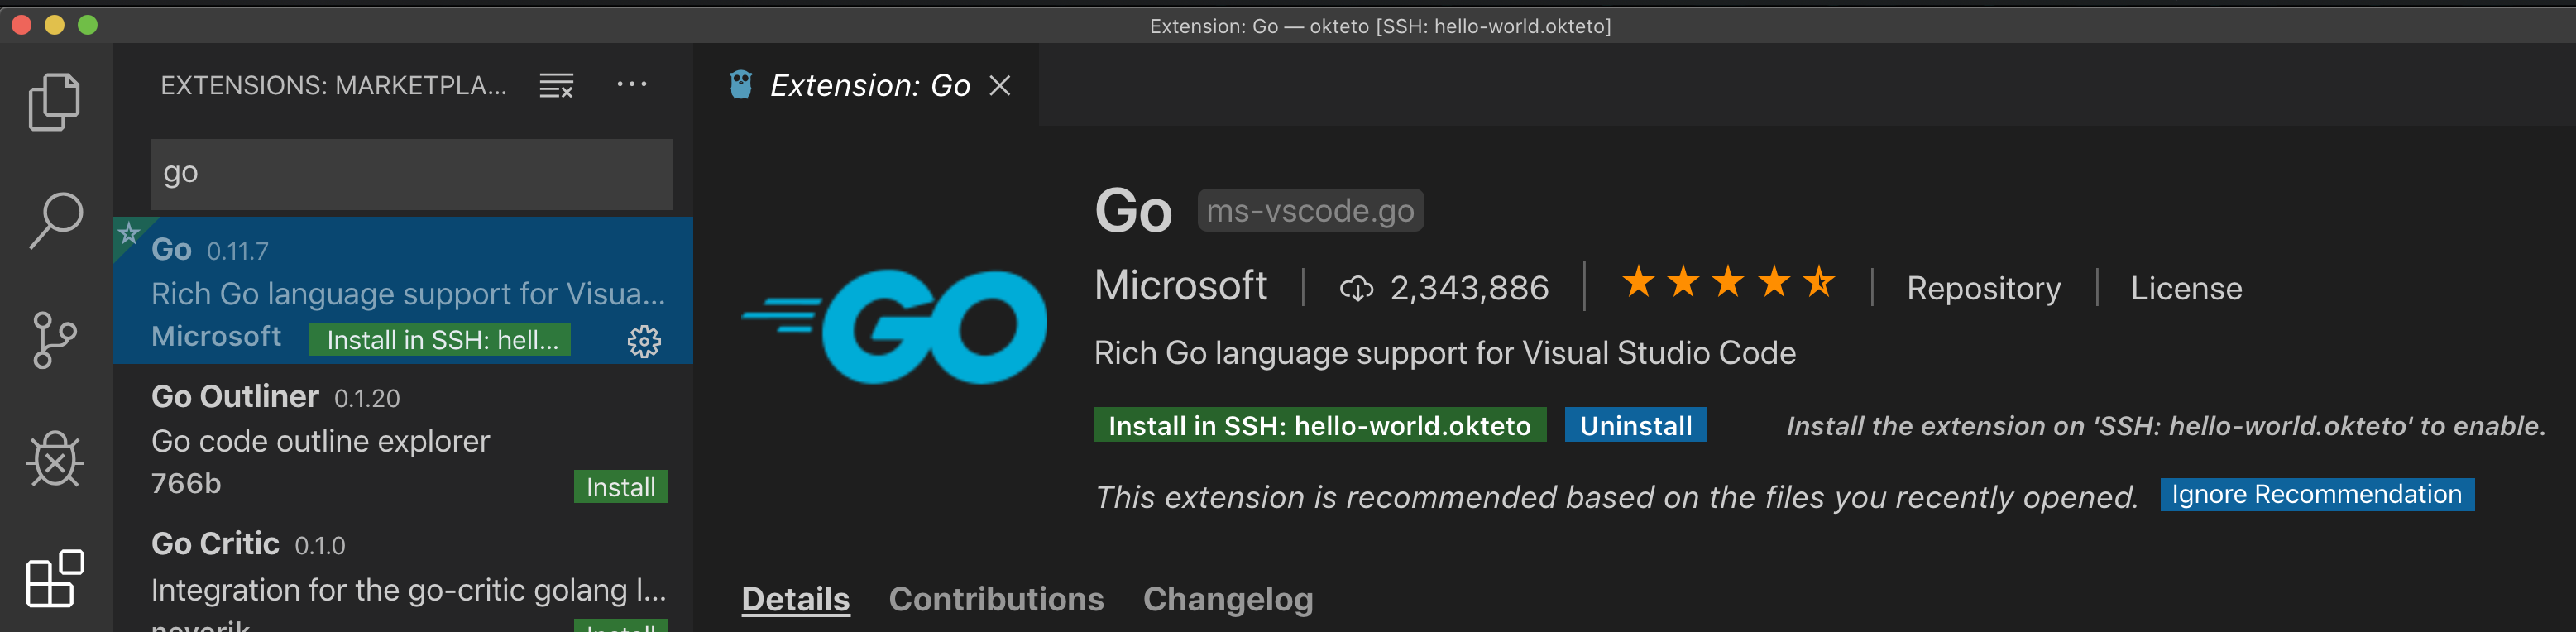 Extension: Go — okteto [SSH: hello-world.okteto]
EXTENSIONS: MARKETPLA...
go
Go 0.11.7
Rich Go language support for Visua...
Microsoft Install in SSH: hell...
Go Outliner 0.1.20
Go code outline explorer
766b Install
Go Critic 0.1.0
Integration for the go-critic golang l...
neverik Install
Extension: Go
GO
Go ms-vscode.go
Microsoft 2,343,886 Repository License
Rich Go language support for Visual Studio Code
Install in SSH: hello-world.okteto Uninstall Install the extension on 'SSH: hello-world.okteto' to enable.
This extension is recommended based on the files you recently opened. Ignore Recommendation
Details Contributions Changelog